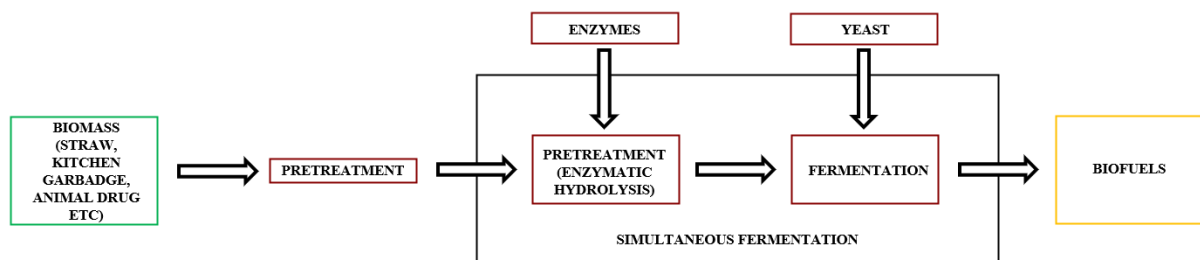 ENZYMES
YEAST
BIOMASS
(STRAW,
KITCHEN
GARBADGE,
ANIMAL DRUG
ETC)
PRETREATMENT
PRETREATMENT
(ENZYMATIC
HYDROLYSIS)
FERMENTATION
BIOFUELS
SIMULTANEOUS FERMENTATION